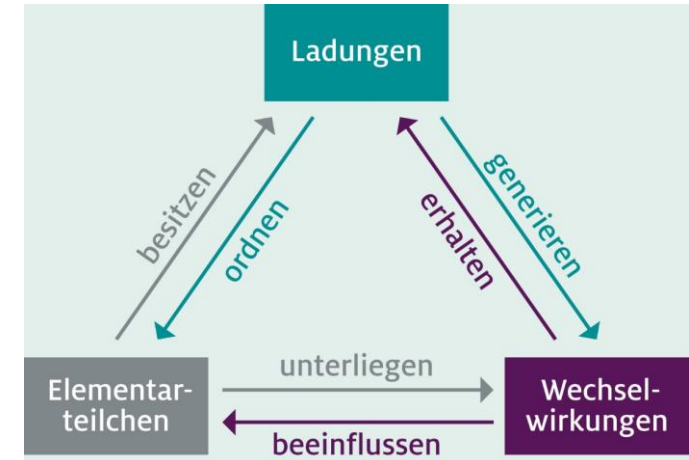 Ladungen
besitzen
ordnen
erhalten
generieren
Elementar-
teilchen
unterliegen
beeinflussen
Wechsel-
wirkungen